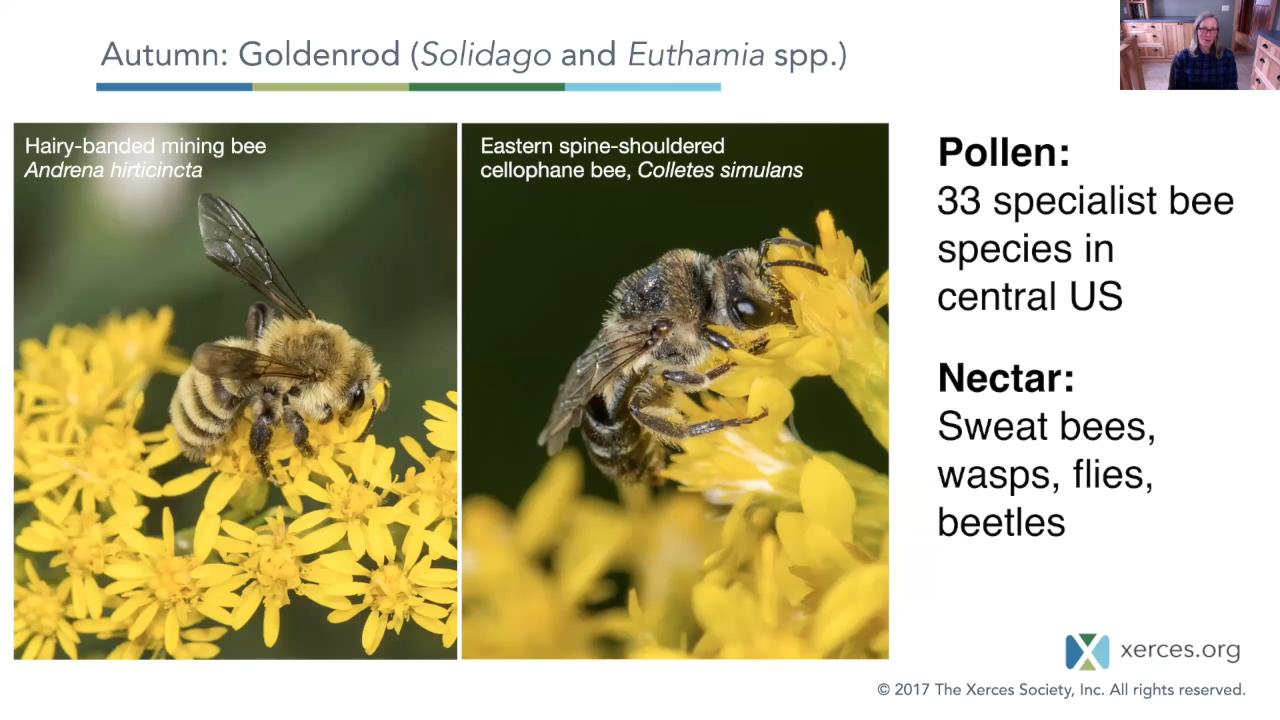 Autumn: Goldenrod (Solidago and Euthamia spp.)
Hairy-banded mining bee
Andrena hirticincta
Eastern spine-shouldered
cellophane bee, Colletes simulans
Pollen:
33 specialist bee
species in
central US
Nectar:
Sweat bees,
wasps, flies,
beetles
xerces.org
© 2017 The Xerces Society, Inc. All rights reserved.